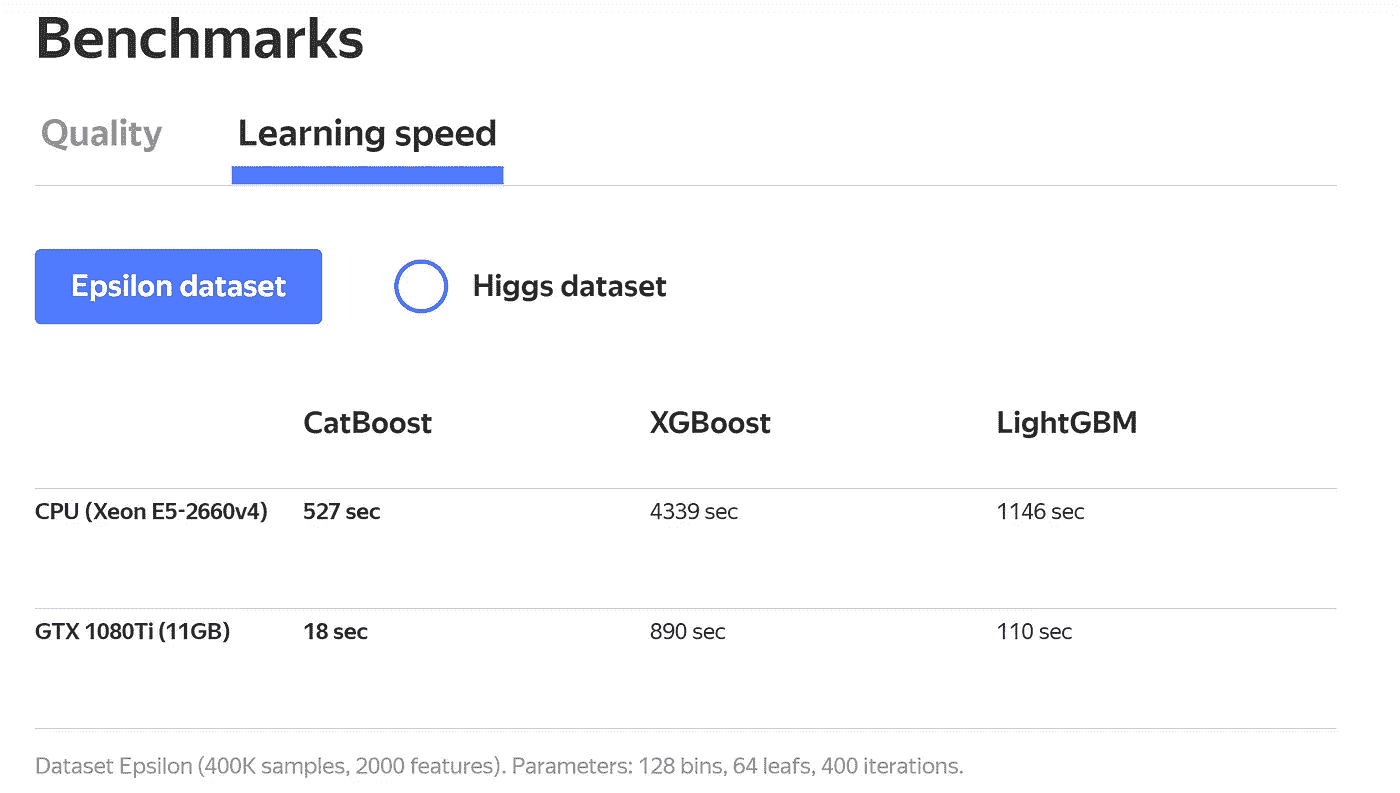 Benchmarks
Quality Learning speed
Epsilon dataset Higgs dataset
CatBoost XGBoost LightGBM
CPU (Xeon E5-2660v4) 527 sec 4339 sec 1146 sec
GTX 1080Ti (11GB) 18 sec 890 sec 110 sec
Dataset Epsilon (400K samples, 2000 features). Parameters: 128 bins, 64 leafs, 400 iterations.